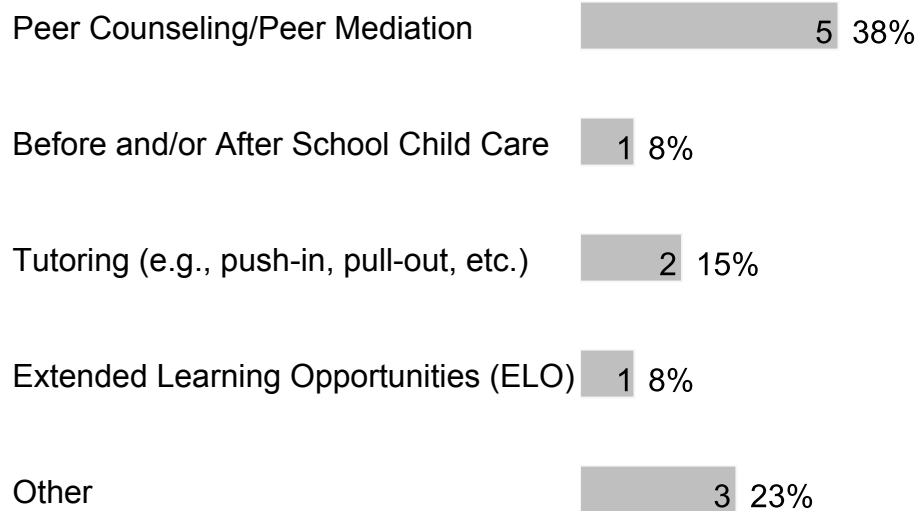 Peer Counseling/Peer Mediation 5 38%
Before and/or After School Child Care 1 8%
Tutoring (e.g., push-in, pull-out, etc.) 2 15%
Extended Learning Opportunities (ELO) 1 8%
Other 3 23%